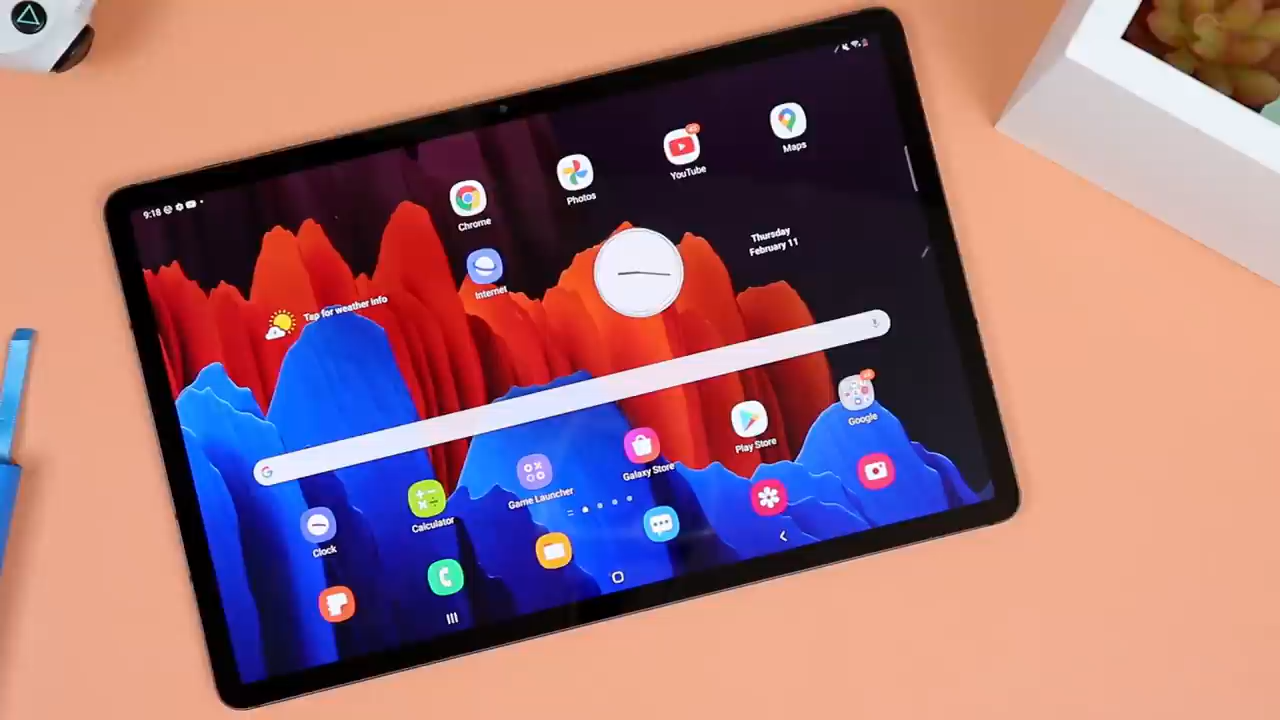 9:18
Chrome
Photos
YouTube
Maps
Internet
Thursday
February 11
Tap for weather info
G
Clock
Calculator
Game Launcher
Galaxy Store
Play Store
Google